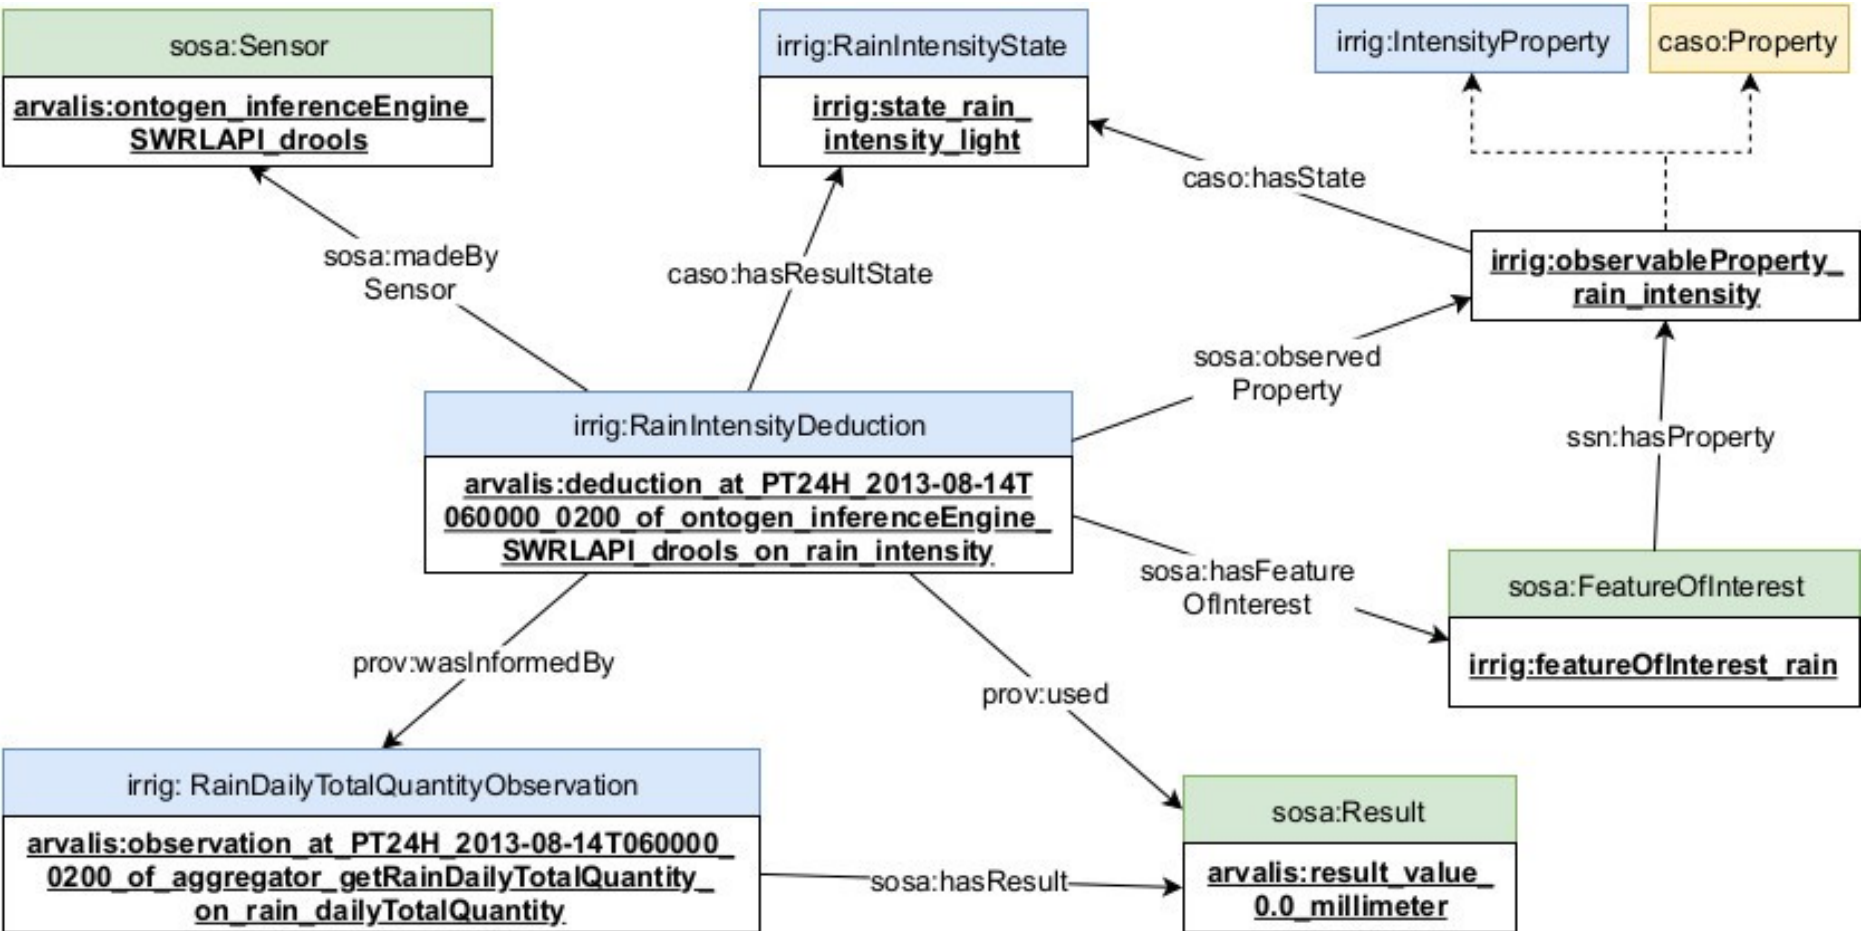 sosa:Sensor
arvalis:ontogen_inferenceEngine_
SWRLAPI_drools
irrig:RainIntensityState
irrig:state_rain_
intensity_light
irrig:IntensityProperty
caso:Property
caso:hasState
irrig:observableProperty_
rain_intensity
sosa:madeBy
Sensor
caso:hasResultState
sosa:observed
Property
ssn:hasProperty
irrig:RainIntensityDeduction
arvalis:deduction_at_PT24H_2013-08-14T
060000_0200_of_ontogen_inferenceEngine_
SWRLAPI_drools_on_rain_intensity
sosa:hasFeature
OfInterest
sosa:FeatureOfInterest
irrig:featureOfInterest_rain
prov:wasInformedBy
prov:used
irrig: RainDailyTotalQuantityObservation
arvalis:observation_at_PT24H_2013-08-14T060000_
0200_of_aggregator_getRainDailyTotalQuantity_
on_rain_dailyTotalQuantity
sosa:hasResult
sosa:Result
arvalis:result_value_
0.0_millimeter